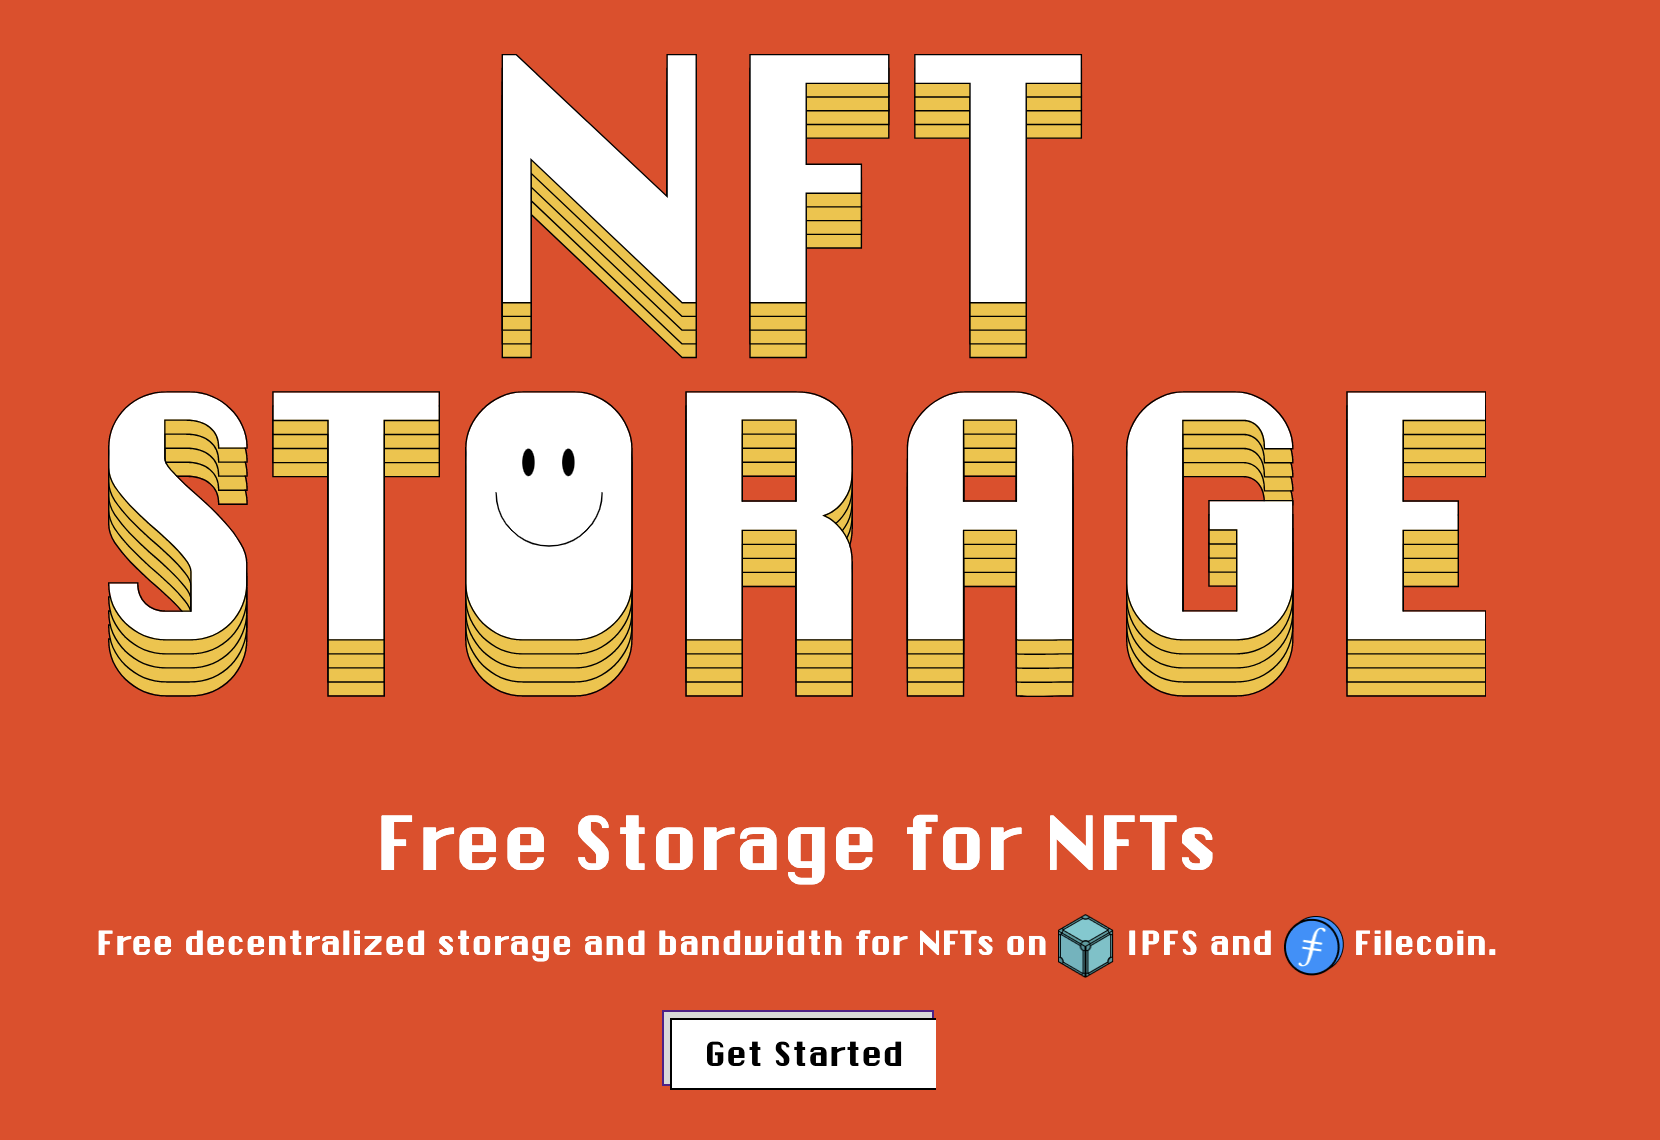 NFT
STORAGE
Free Storage for NFTs
Free decentralized storage and bandwidth for NFTs on IPFS and Filecoin.
Get Started